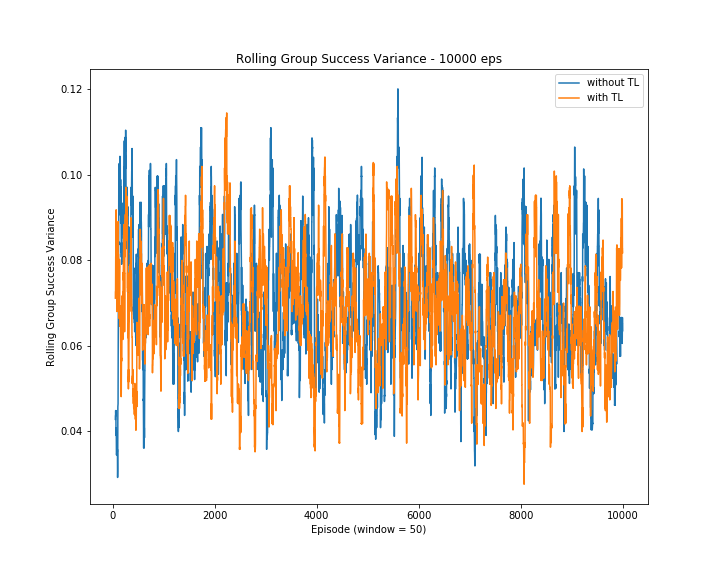 Rolling Group Success Variance - 10000 eps
without TL
with TL
0.12
0.10
0.08
0.06
0.04
Rolling Group Success Variance
0
2000
4000
6000
8000
10000
Episode (window = 50)